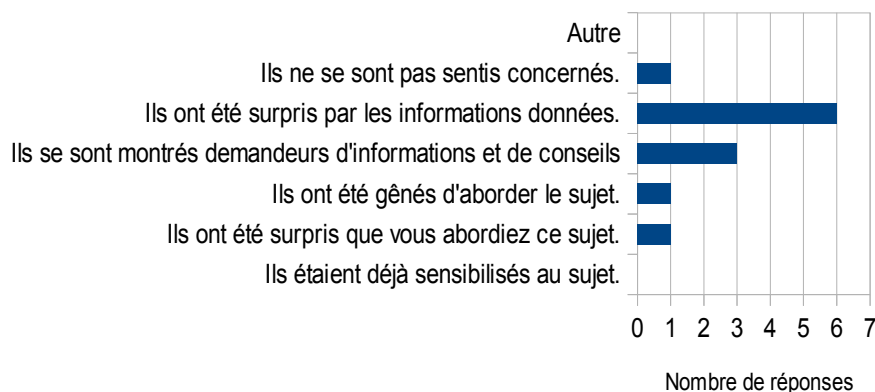 Autre
Ils ne se sont pas sentis concernés.
Ils ont été surpris par les informations données.
Ils se sont montrés demandeurs d'informations et de conseils
Ils ont été gênés d'aborder le sujet.
Ils ont été surpris que vous abordiez ce sujet.
Ils étaient déjà sensibilisés au sujet.
0 1 2 3 4 5 6 7
Nombre de réponses